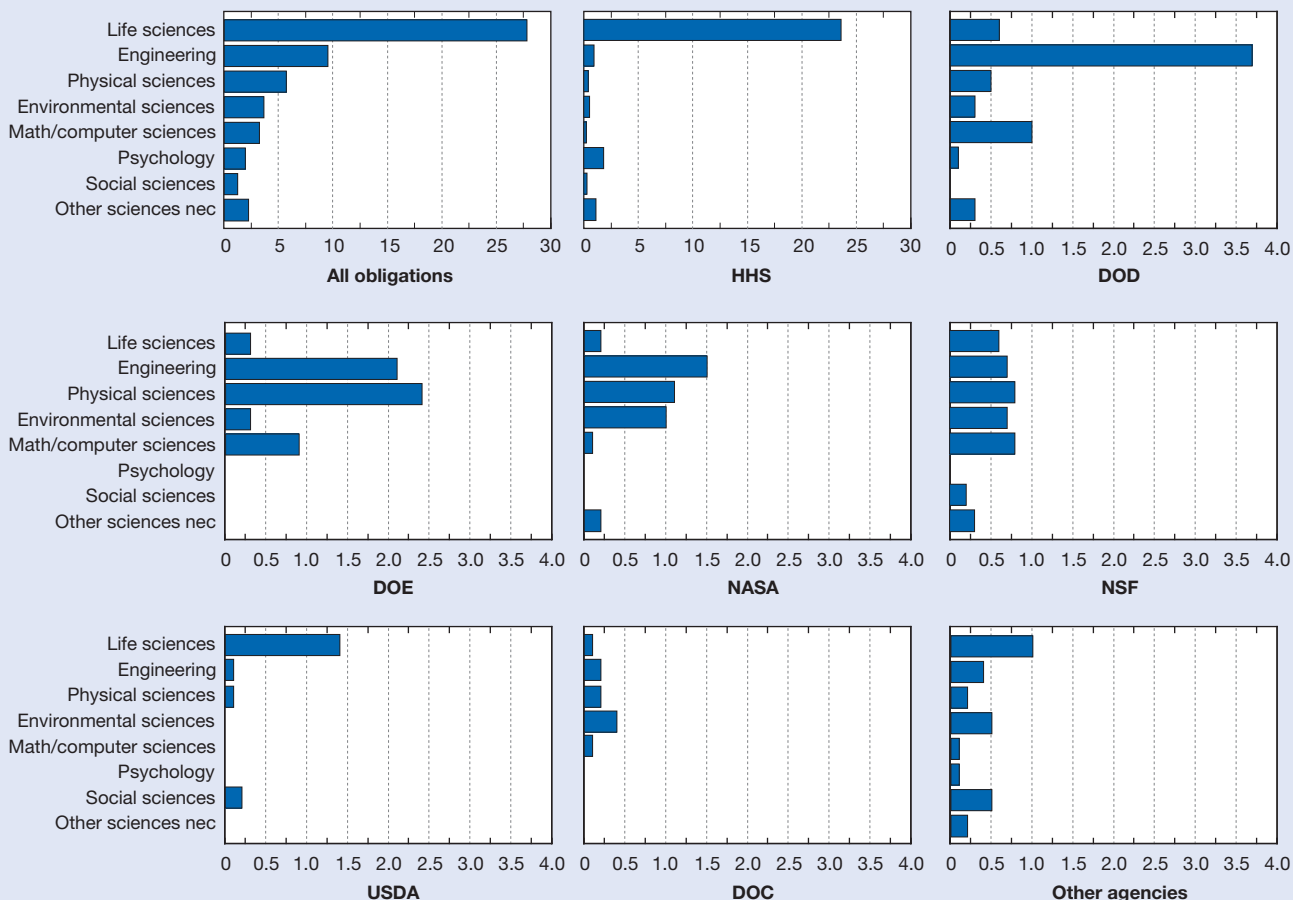 Life sciences
Engineering
Physical sciences
Environmental sciences
Math/computer sciences
Psychology
Social sciences
Other sciences nec
0 5 10 15 20 25 30
All obligations
0 5 10 15 20 25 30
HHS
0 0.5 1.0 1.5 2.0 2.5 3.0 3.5 4.0
DOD
Life sciences
Engineering
Physical sciences
Environmental sciences
Math/computer sciences
Psychology
Social sciences
Other sciences nec
0 0.5 1.0 1.5 2.0 2.5 3.0 3.5 4.0
DOE
0 0.5 1.0 1.5 2.0 2.5 3.0 3.5 4.0
NASA
0 0.5 1.0 1.5 2.0 2.5 3.0 3.5 4.0
NSF
Life sciences
Engineering
Physical sciences
Environmental sciences
Math/computer sciences
Psychology
Social sciences
Other sciences nec
0 0.5 1.0 1.5 2.0 2.5 3.0 3.5 4.0
USDA
0 0.5 1.0 1.5 2.0 2.5 3.0 3.5 4.0
DOC
0 0.5 1.0 1.5 2.0 2.5 3.0 3.5 4.0
Other agencies